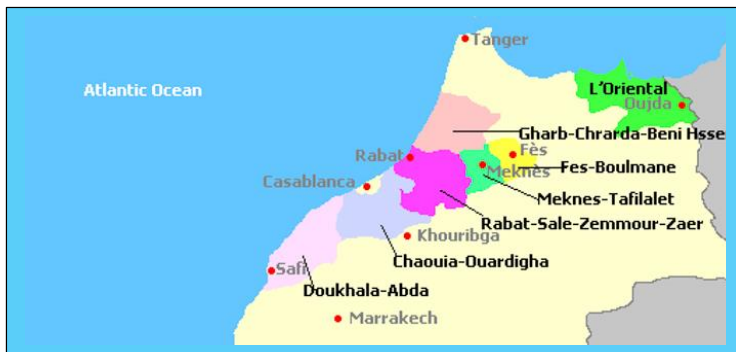 Tanger
Atlantic Ocean
L'Oriental
Oujda
Gharb-Chrarda-Beni Hsse
Rabat
Fès
Fes-Boulmane
Meknès
Casablanca
Meknes-Tafilalet
Rabat-Sale-Zemmour-Zaer
Khouribga
Chaouia-Ouardigha
Safi
Doukhala-Abda
Marrakech